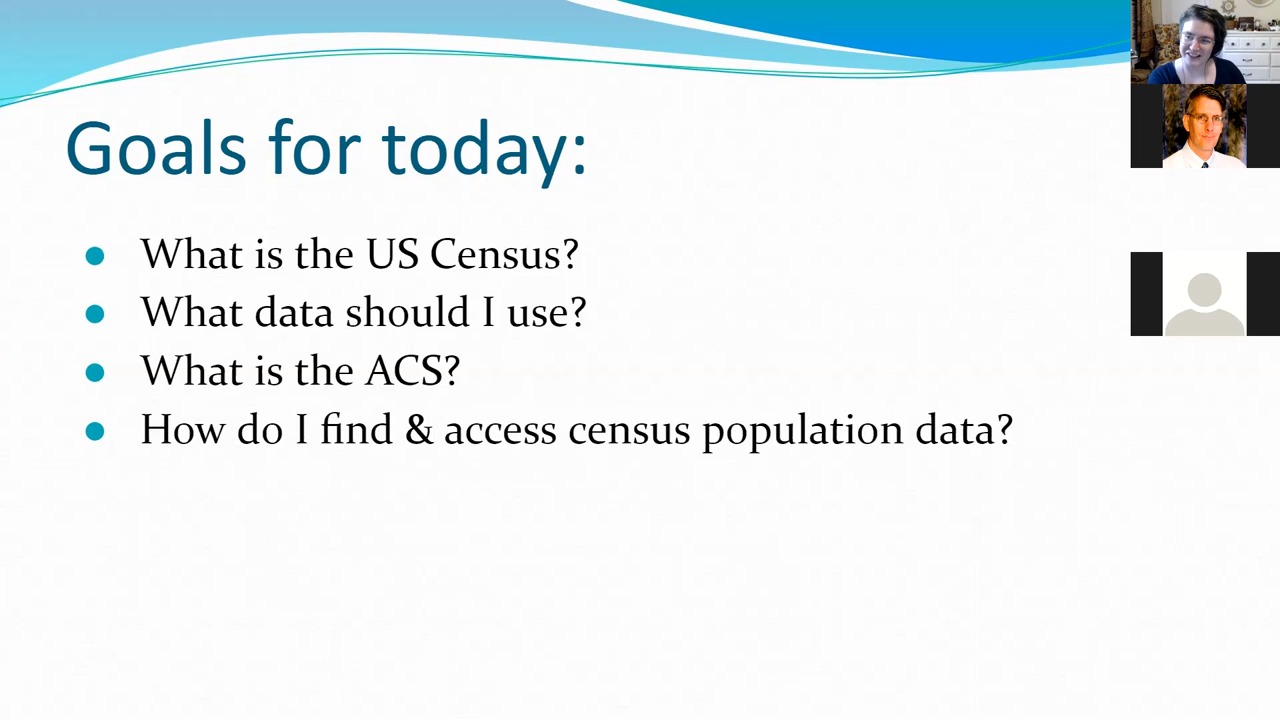 Goals for today:
What is the US Census?
What data should I use?
What is the ACS?
How do I find & access census population data?